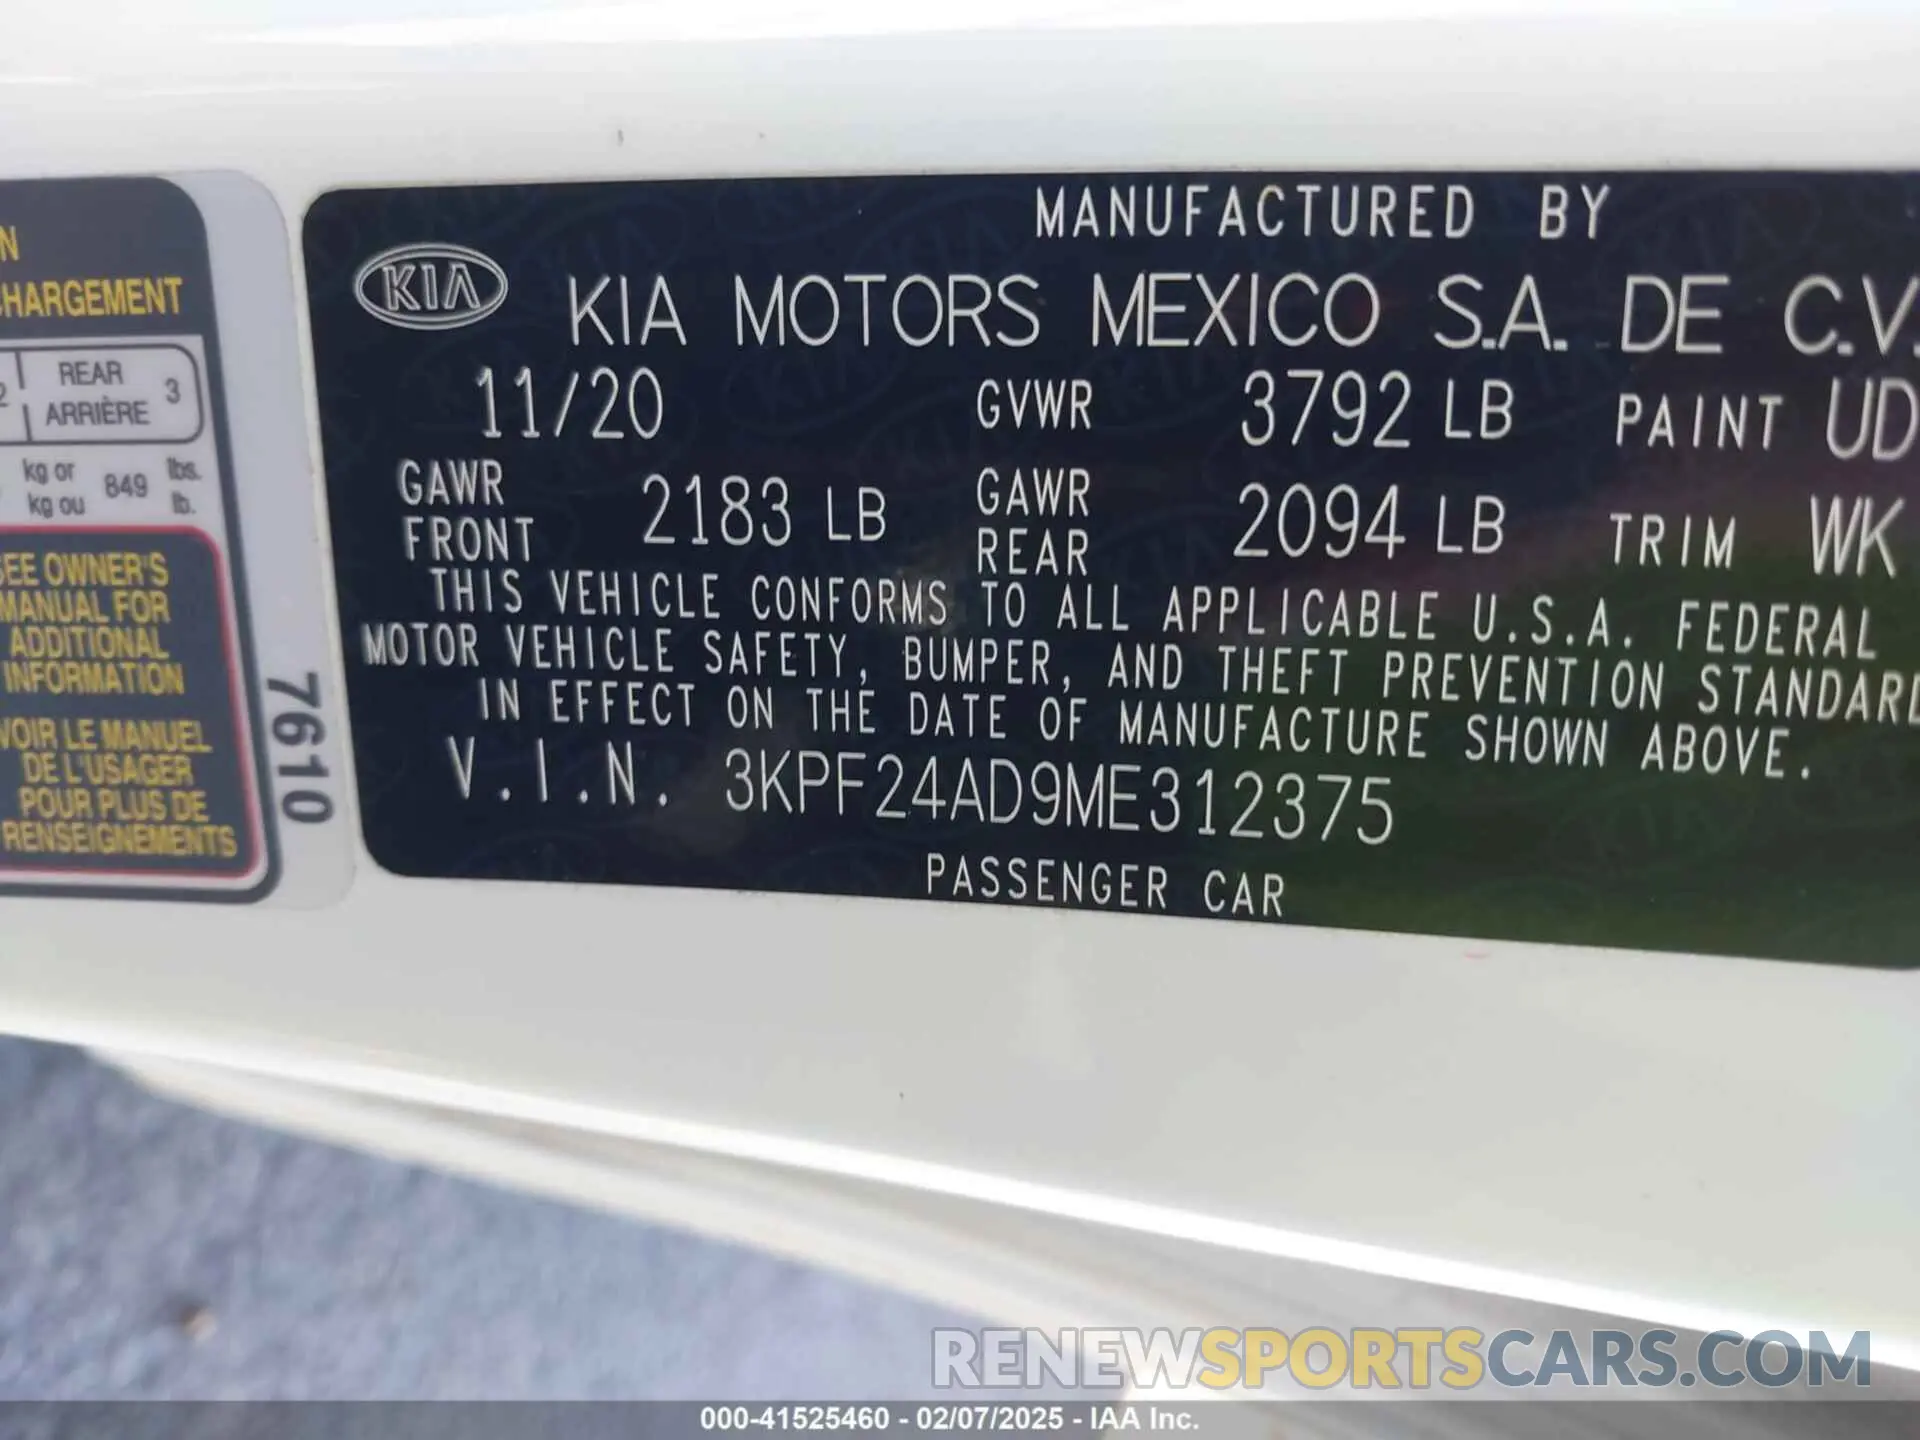 N
CHARGEMENT
2 REAR 3
ARRIÈRE
kg or 849 lbs.
kg ou lb.
SEE OWNER'S
MANUAL FOR
ADDITIONAL
INFORMATION
VOIR LE MANUEL
DE L'USAGER
POUR PLUS DE
RENSEIGNEMENTS
7610
MANUFACTURED BY
KIA KIA MOTORS MEXICO S.A. DE C.V.
11/20 GVWR 3792 LB PAINT UD
GAWR FRONT 2183 LB GAWR REAR 2094 LB TRIM WK
THIS VEHICLE CONFORMS TO ALL APPLICABLE U.S.A. FEDERAL
MOTOR VEHICLE SAFETY, BUMPER, AND THEFT PREVENTION STANDARD
IN EFFECT ON THE DATE OF MANUFACTURE SHOWN ABOVE.
V.I.N. 3KPF24AD9ME312375
PASSENGER CAR
RENEWSPORTSCARS.COM
000-41525460 - 02/07/2025 - IAA Inc.